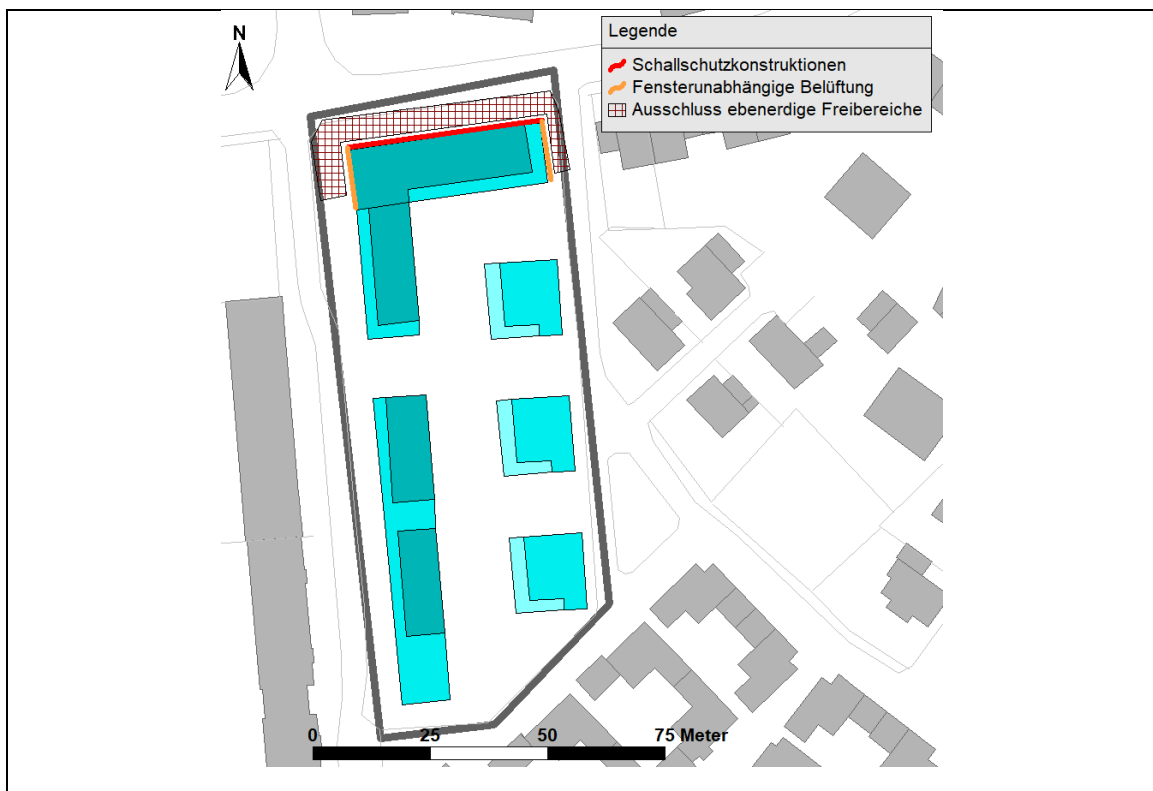 N
Legende
Schallschutzkonstruktionen
Fensterunabhängige Belüftung
Ausschluss ebenerdige Freibereiche
0 25 50 75 Meter